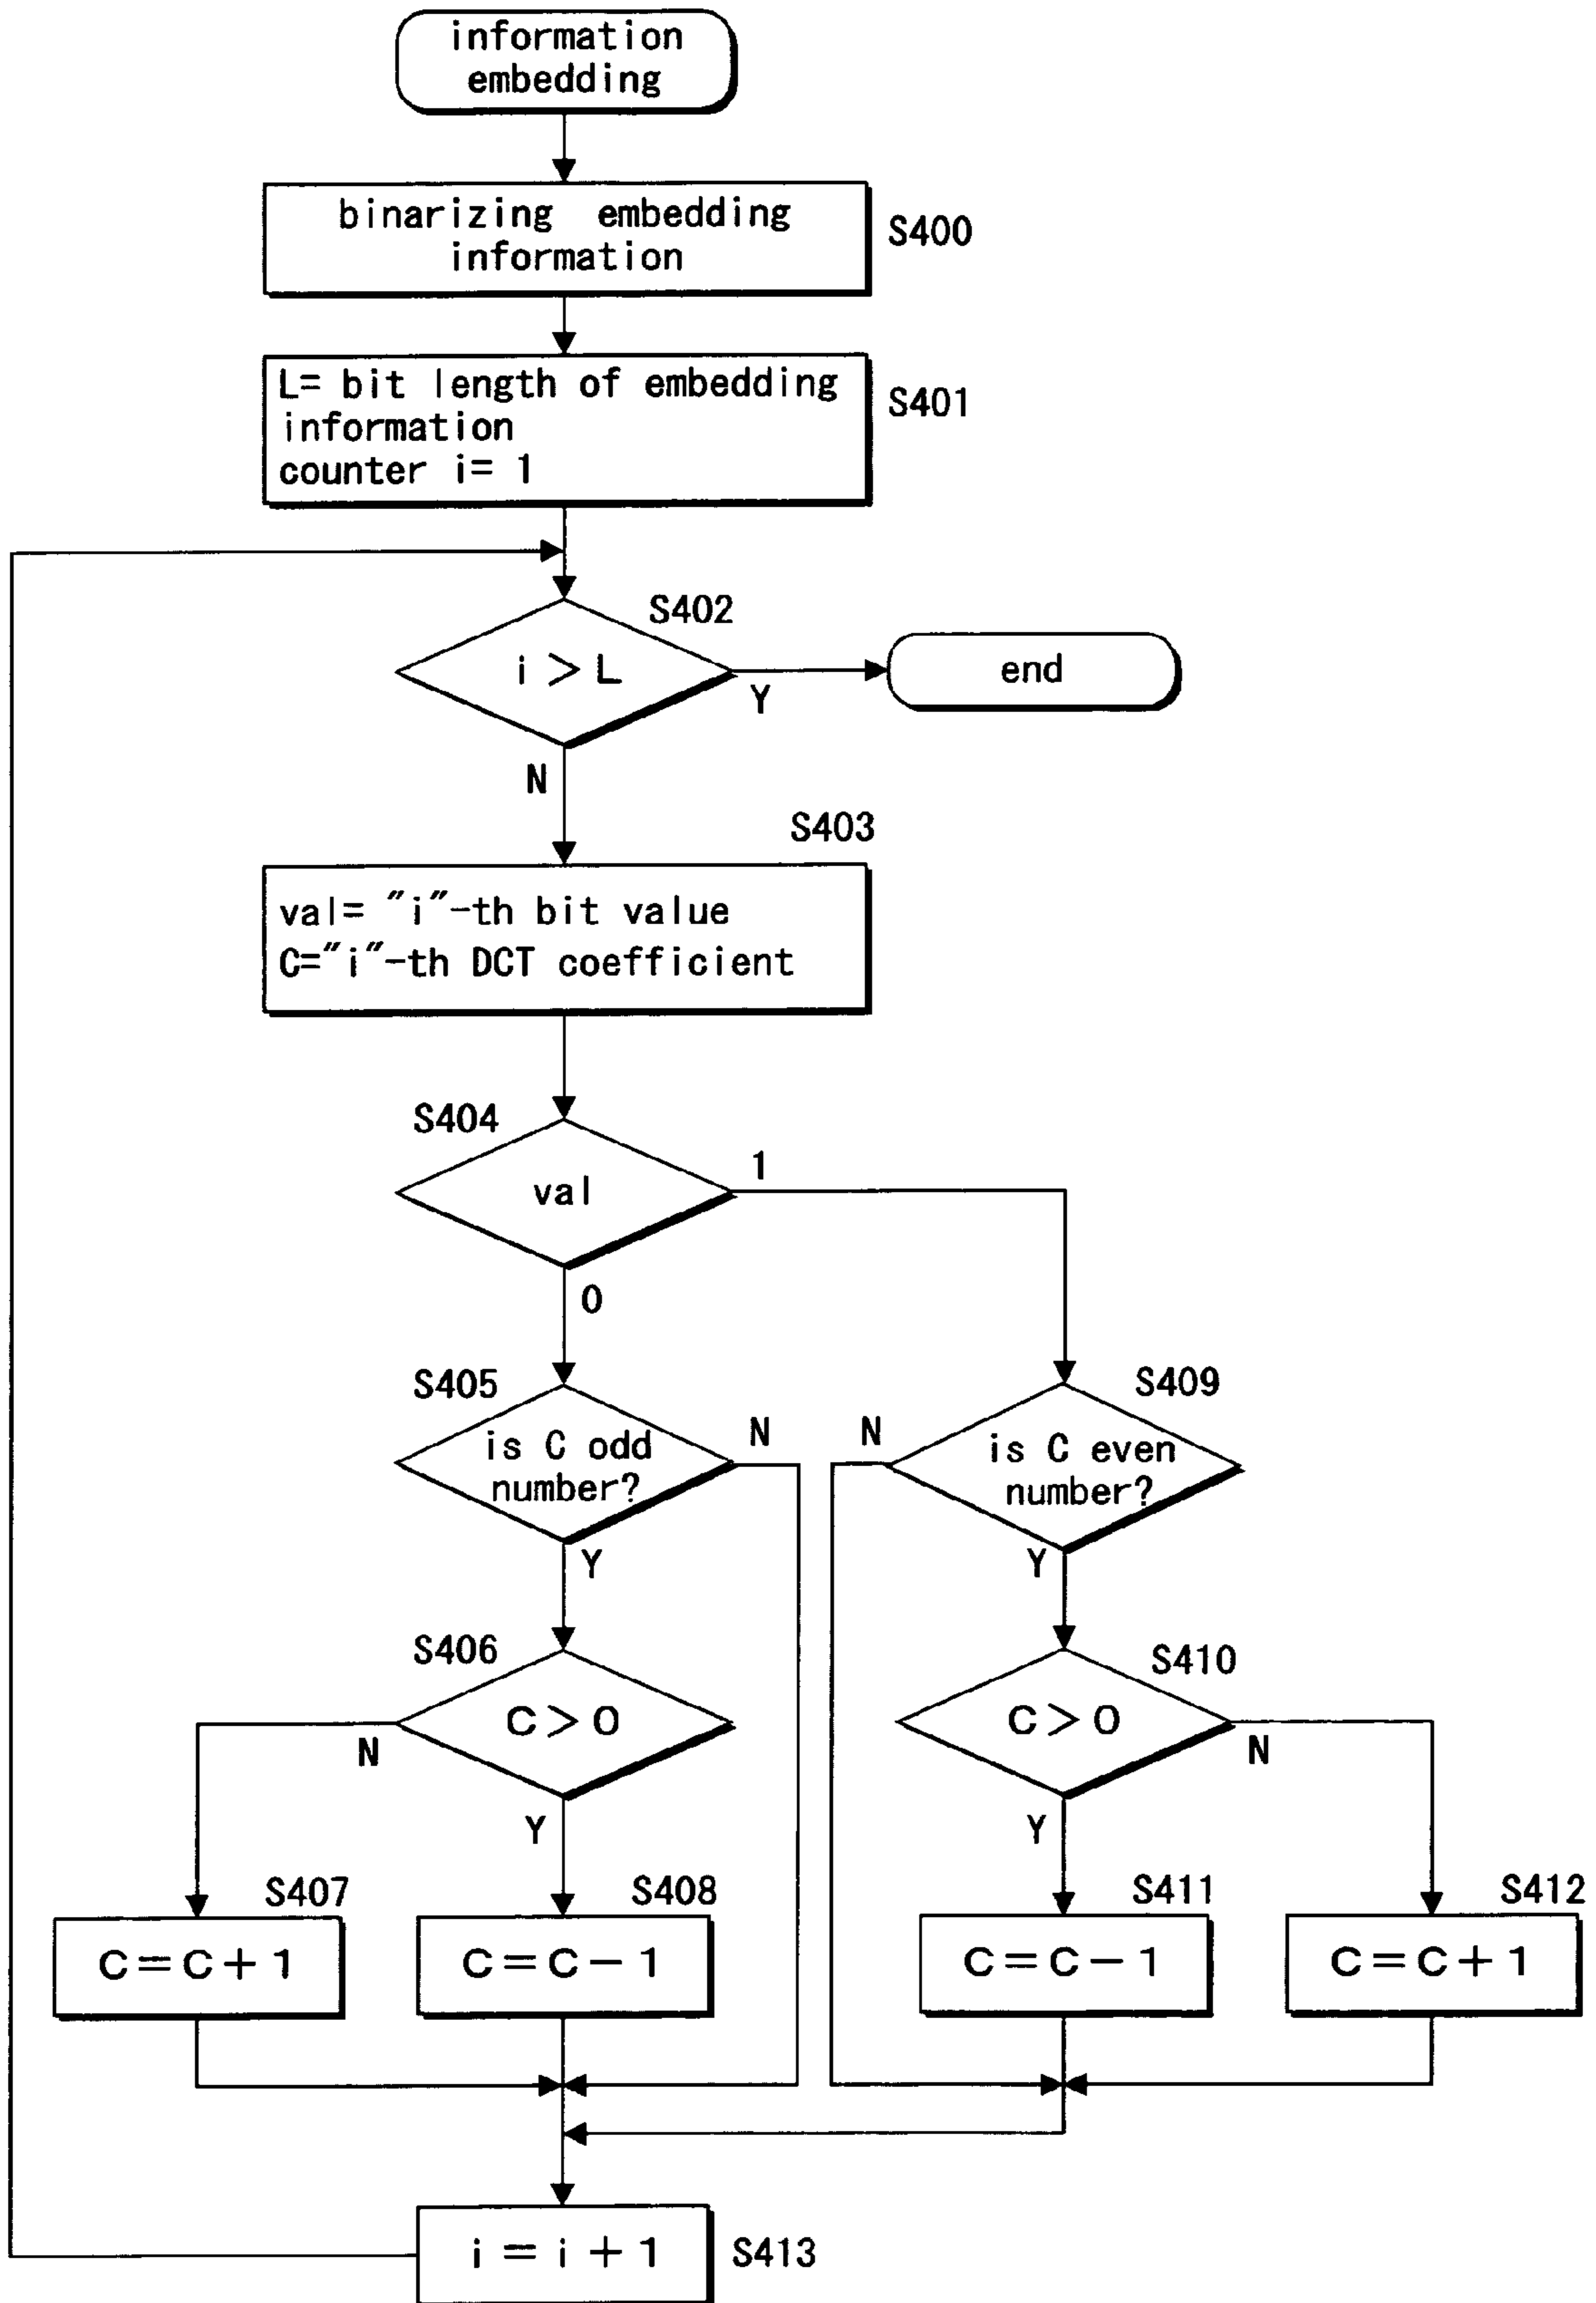 information
embedding
binarizing embedding
information
S400
L= bit length of embedding
information
counter i= 1
S401
S402
i > L
Y
end
N
S403
val= "i"-th bit value
C="i"-th DCT coefficient
S404
val
1
0
S405
is C odd
number?
N
Y
S409
N
is C even
number?
Y
S406
C > 0
N
Y
S410
C > 0
N
Y
S407
C = C + 1
S408
C = C - 1
S411
C = C - 1
S412
C = C + 1
i = i + 1
S413